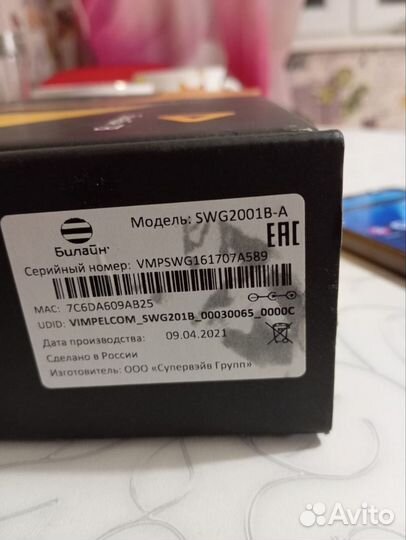 Модель: SWG2001B-A
Билайн
EAC
Серийный номер: VMPSWG161707A589
MAC: 7C6DA609AB25
UDID: VIMPELCOM_SWG201B_00030065_0000C
Дата производства: 09.04.2021
Сделано в России
Изготовитель: ООО «Супервэйв Групп»
Avito